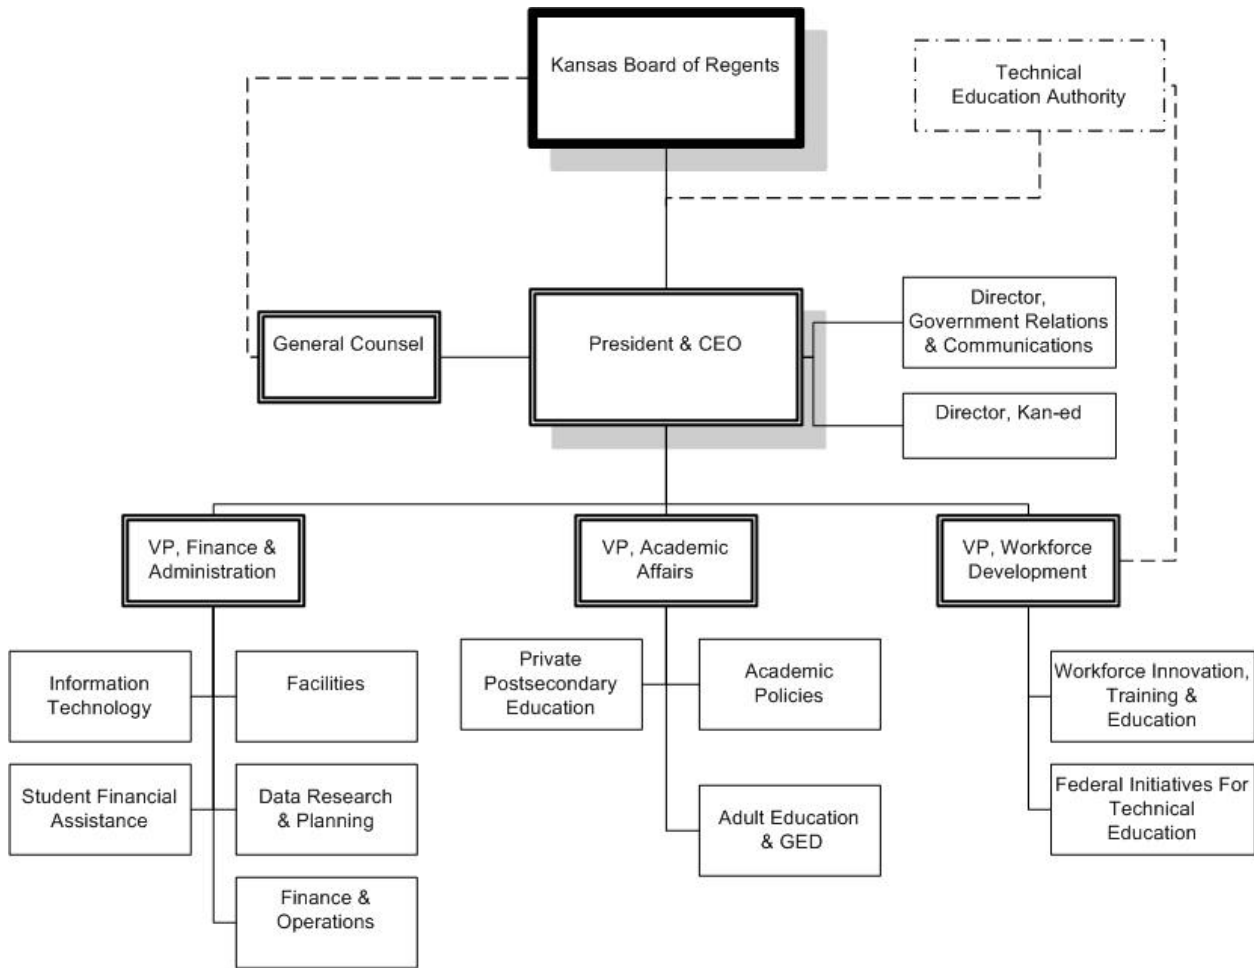 Kansas Board of Regents
Technical
Education Authority
General Counsel
President & CEO
Director,
Government Relations
& Communications
Director, Kan-ed
VP, Finance &
Administration
VP, Academic
Affairs
VP, Workforce
Development
Information
Technology
Facilities
Student Financial
Assistance
Data Research
& Planning
Finance &
Operations
Private
Postsecondary
Education
Academic
Policies
Adult Education
& GED
Workforce Innovation,
Training &
Education
Federal Initiatives For
Technical
Education